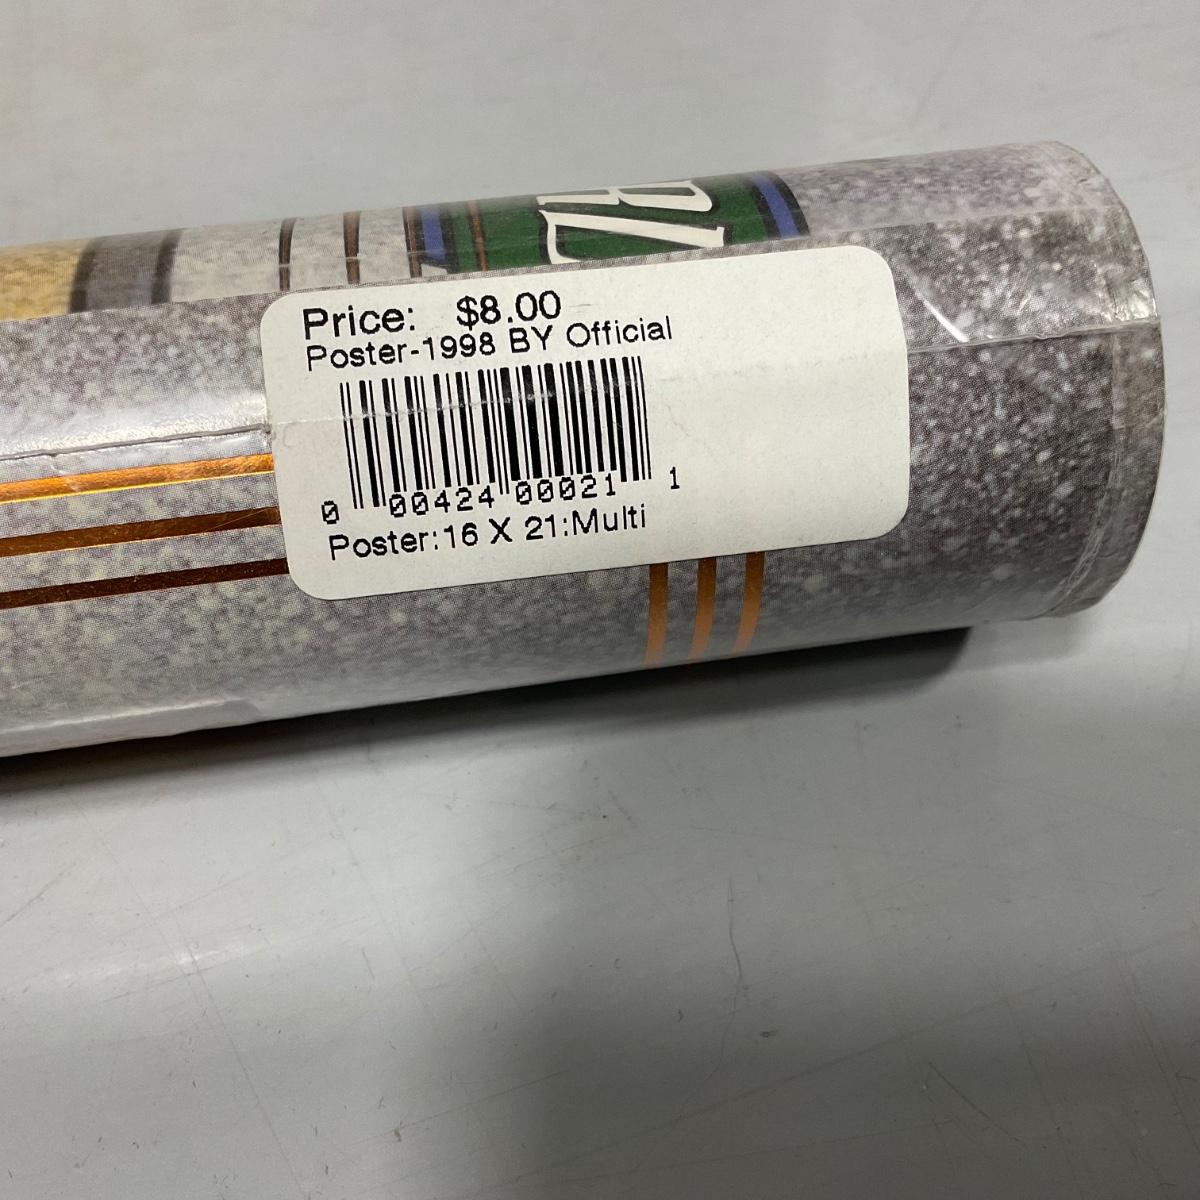 Price: $8.00
Poster-1998 BY Official
0 00424 00021 1
Poster:16 X 21:Multi